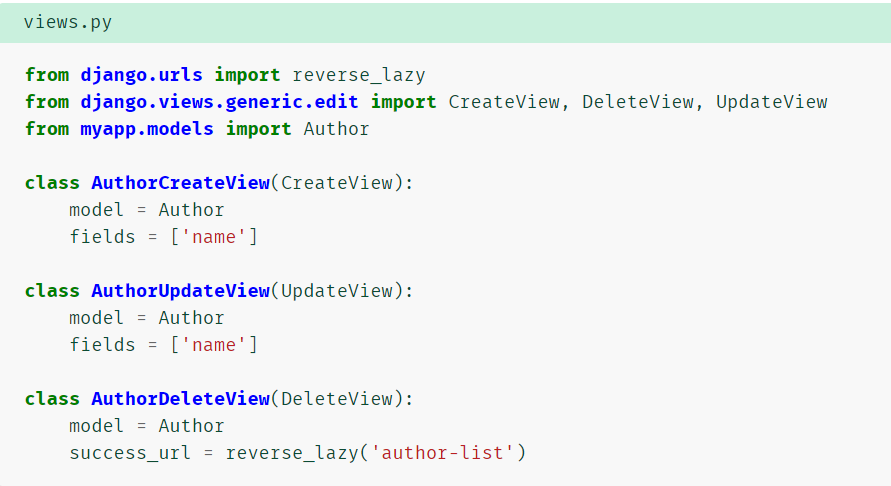 views.py
from django.urls import reverse_lazy
from django.views.generic.edit import CreateView, DeleteView, UpdateView
from myapp.models import Author
class AuthorCreateView(CreateView):
    model = Author
    fields = ['name']
class AuthorUpdateView(UpdateView):
    model = Author
    fields = ['name']
class AuthorDeleteView(DeleteView):
    model = Author
    success_url = reverse_lazy('author-list')